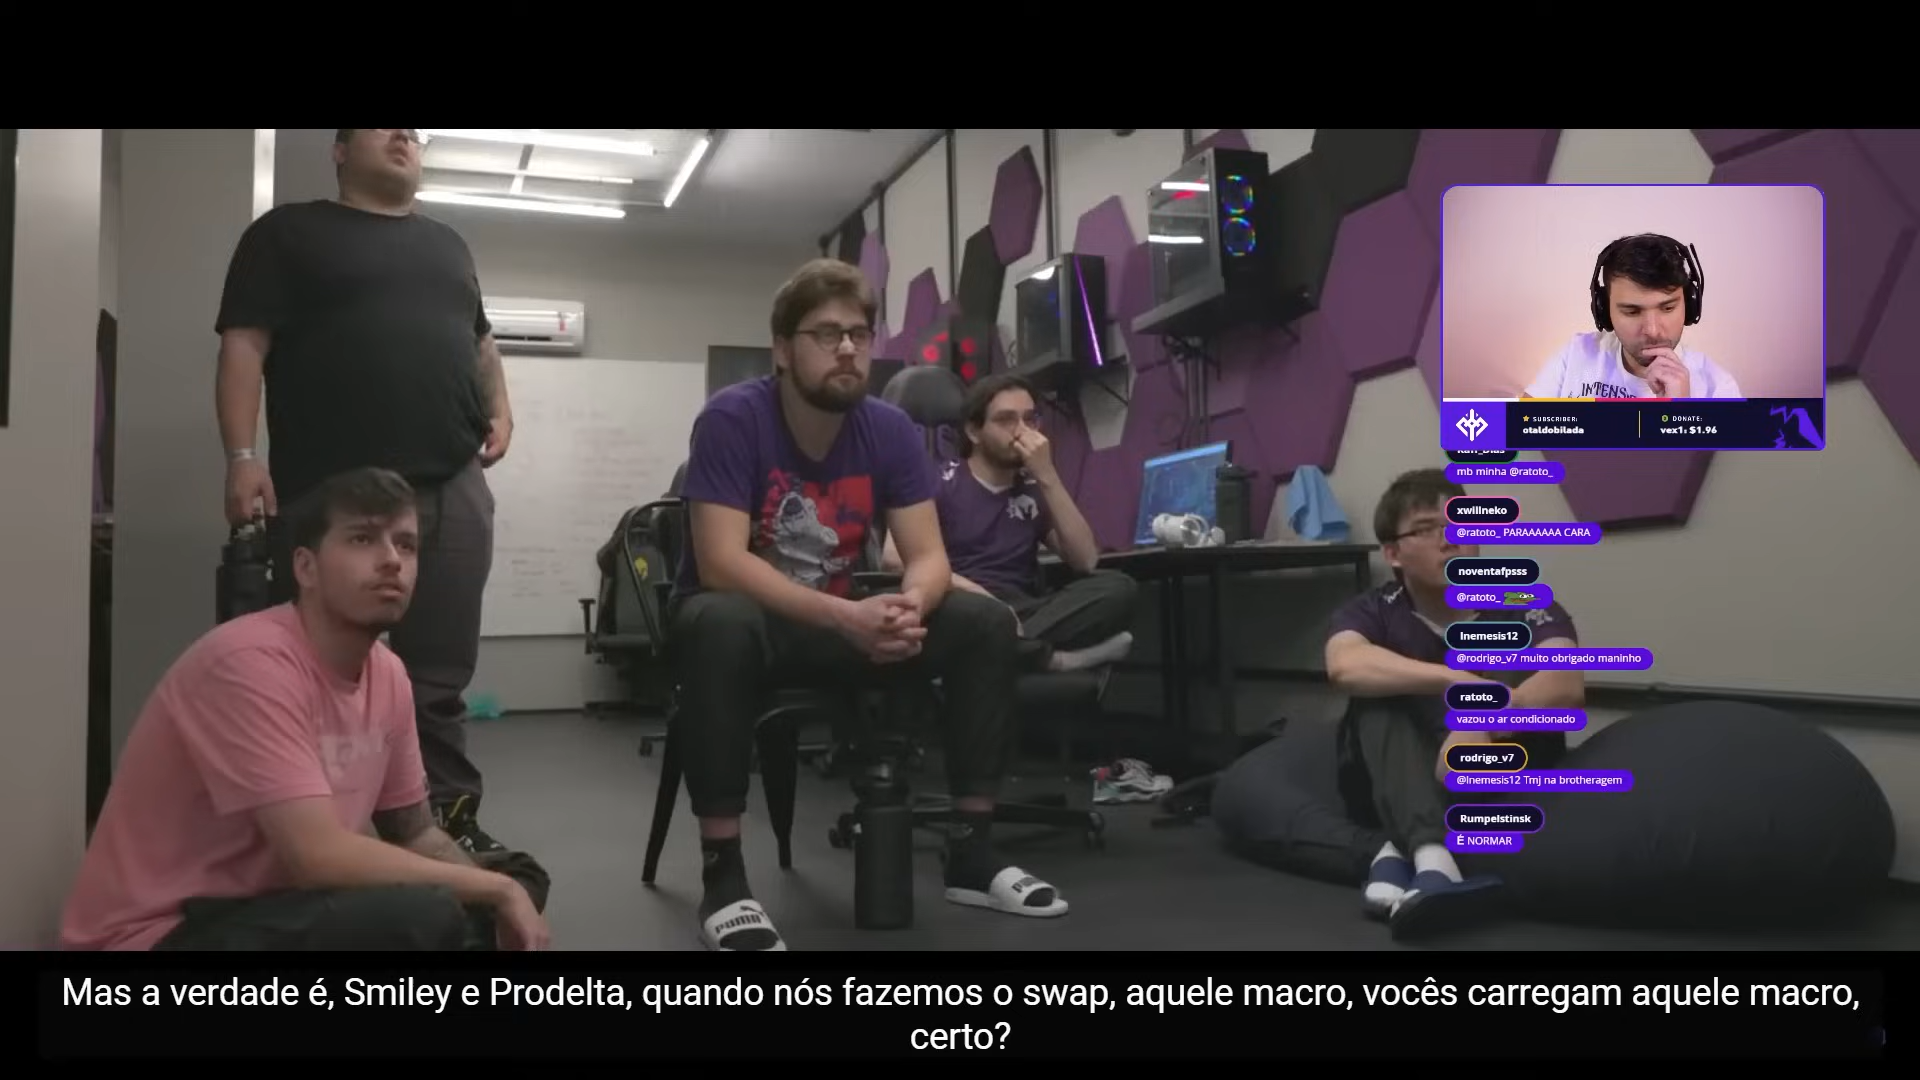 INTENS
SUBSCRIBER:
otaldobilada
DONATE:
vex1: $1.96
mb minha @ratoto_
xwillneko
@ratoto_ PARAAAAAA CARA
noventafpsss
@ratoto_
lnemesis12
@rodrigo_v7 muito obrigado maninho
ratoto_
vazou o ar condicionado
rodrigo_v7
@lnemesis12 Tmj na brotheragem
Rumpelstinsk
É NORMAR
PUMA
PUMA
Mas a verdade é, Smiley e Prodelta, quando nós fazemos o swap, aquele macro, vocês carregam aquele macro,
certo?